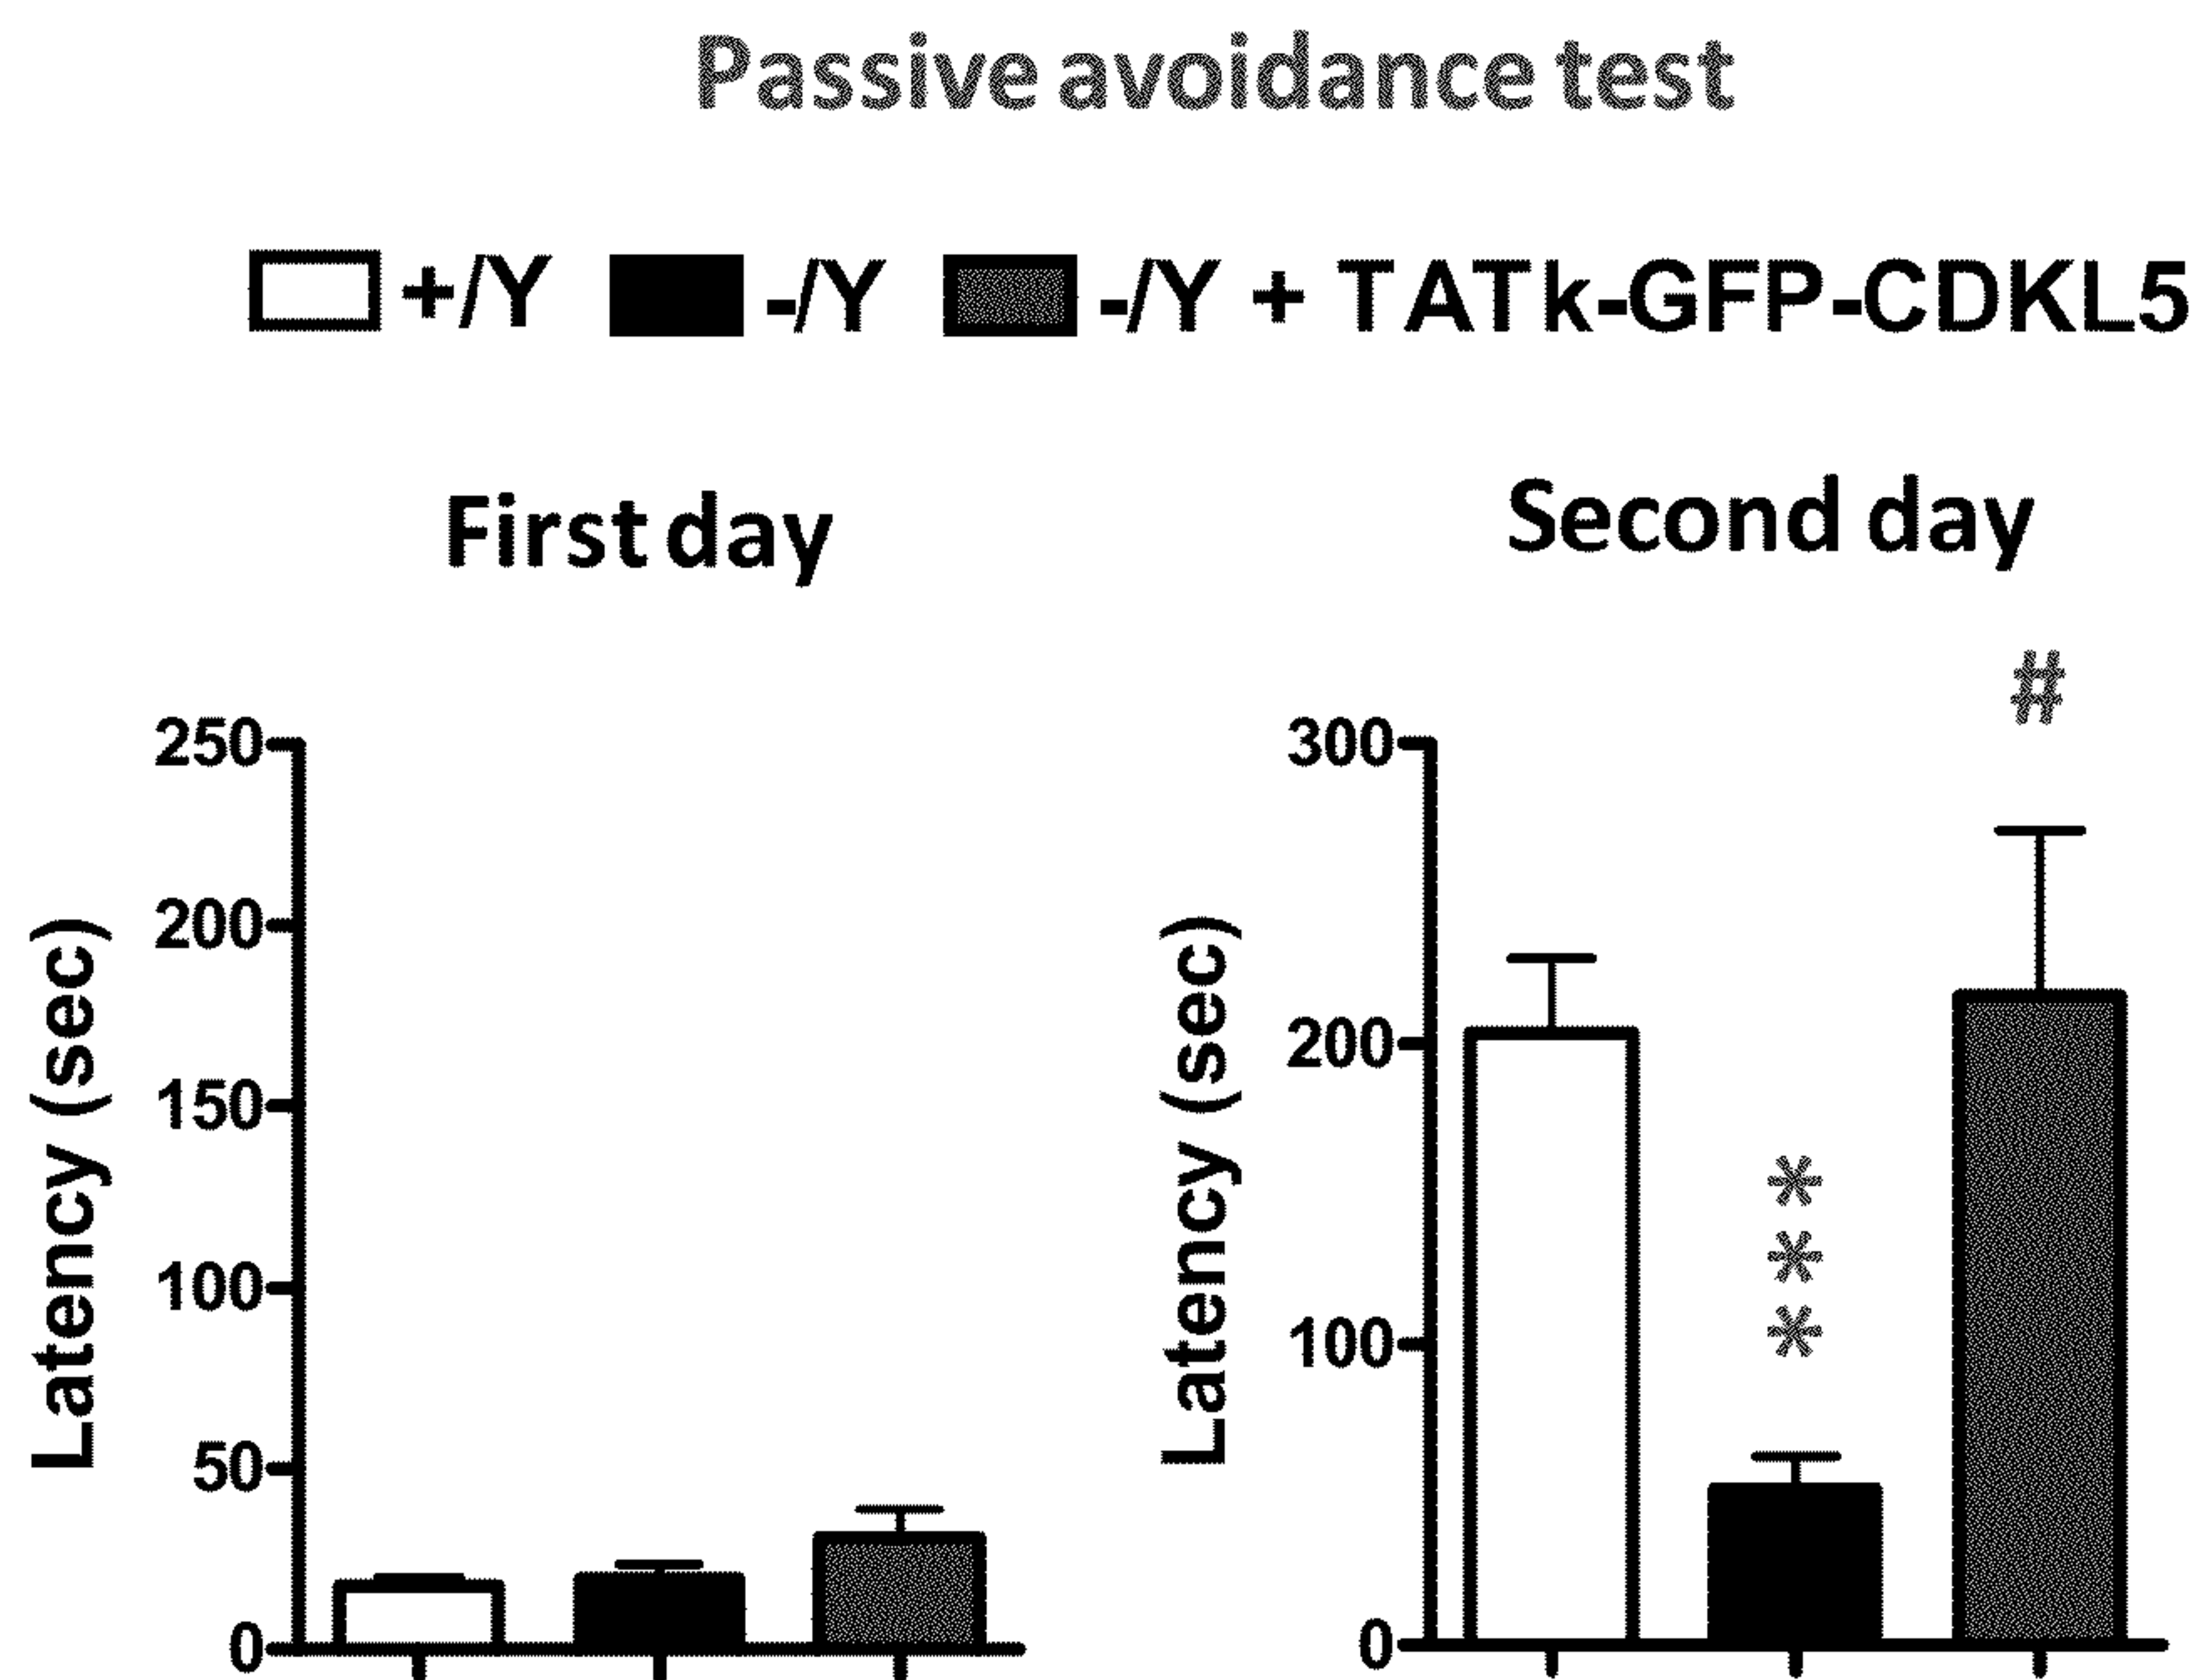 Passive avoidance test
+/Y -/Y -/Y + TATk-GFP-CDKL5
First day
250
200
150
100
50
0
Latency (sec)
Second day
#
300
200
100
0
Latency (sec)
*
*
*